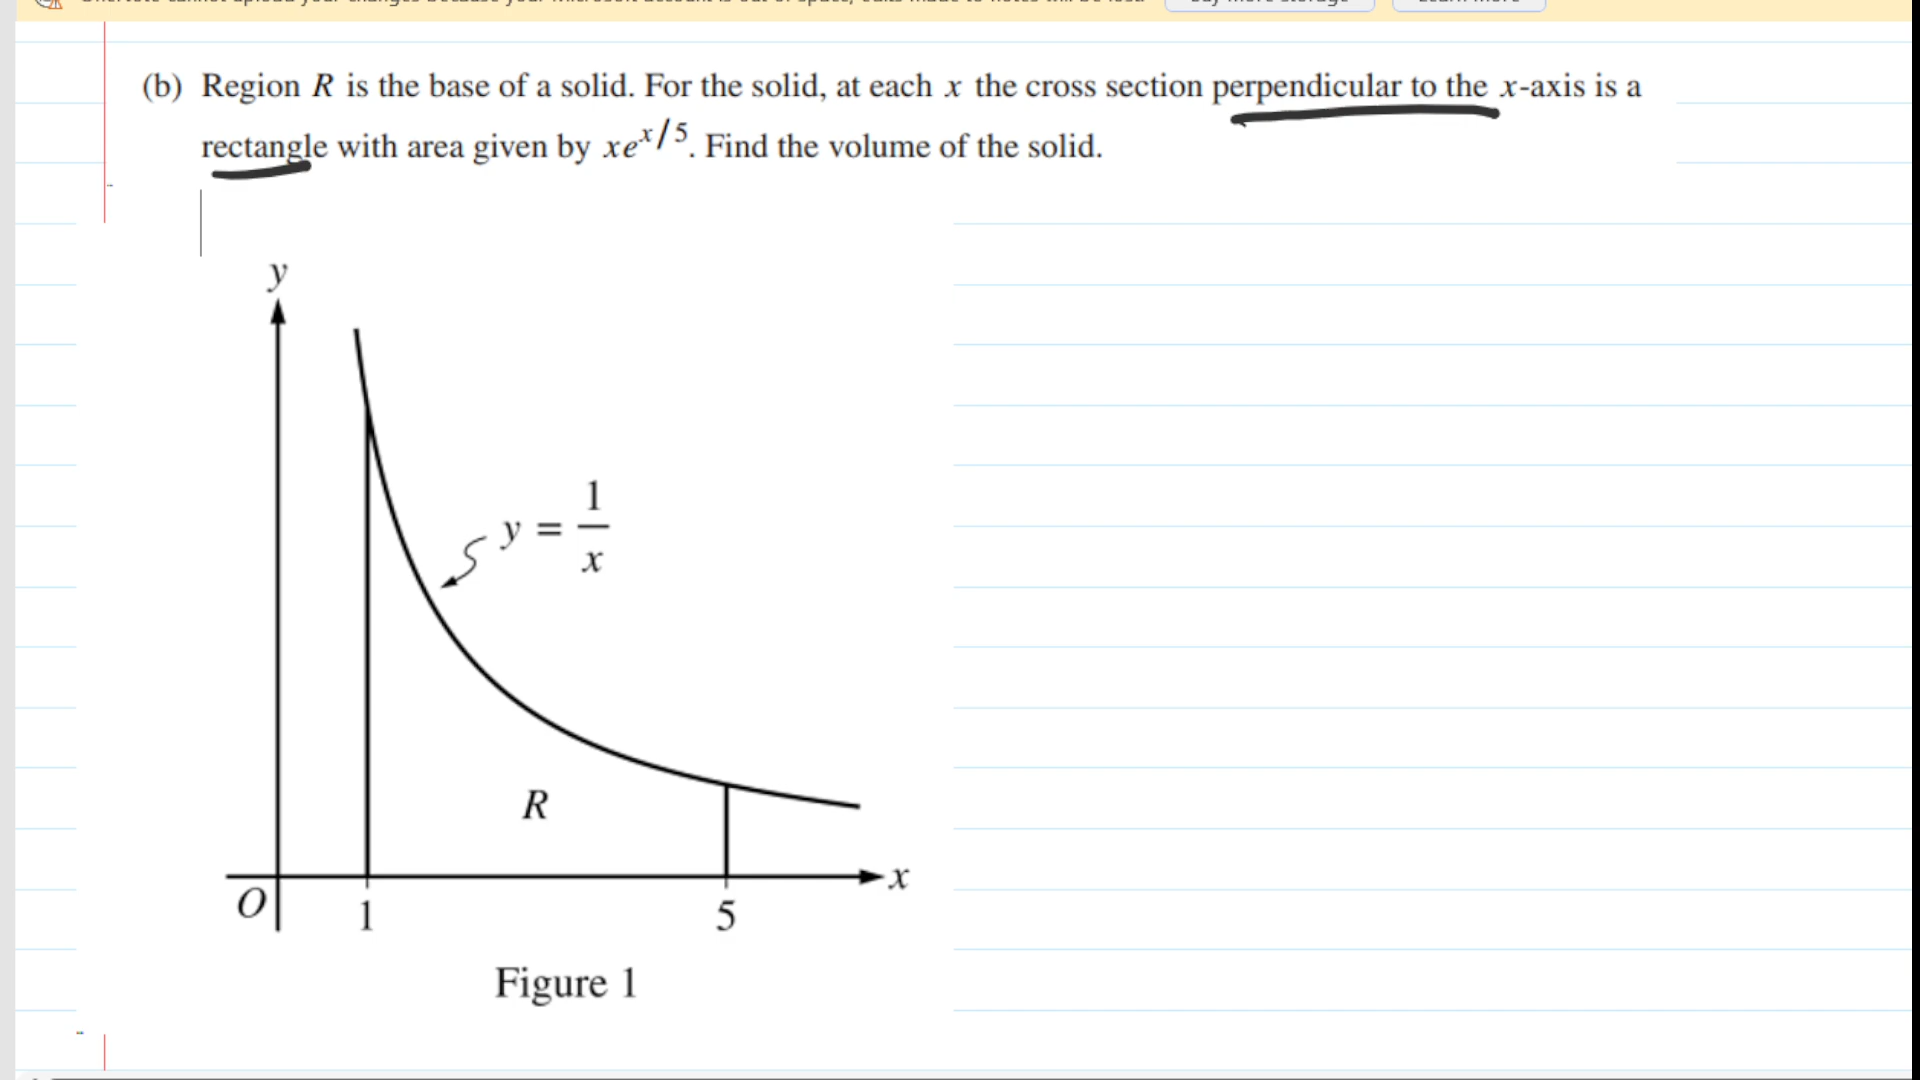 (b) Region R is the base of a solid. For the solid, at each x the cross section perpendicular to the x-axis is a
rectangle with area given by xe^x/5. Find the volume of the solid.
y
y = 1/x
R
x
O
1
5
Figure 1